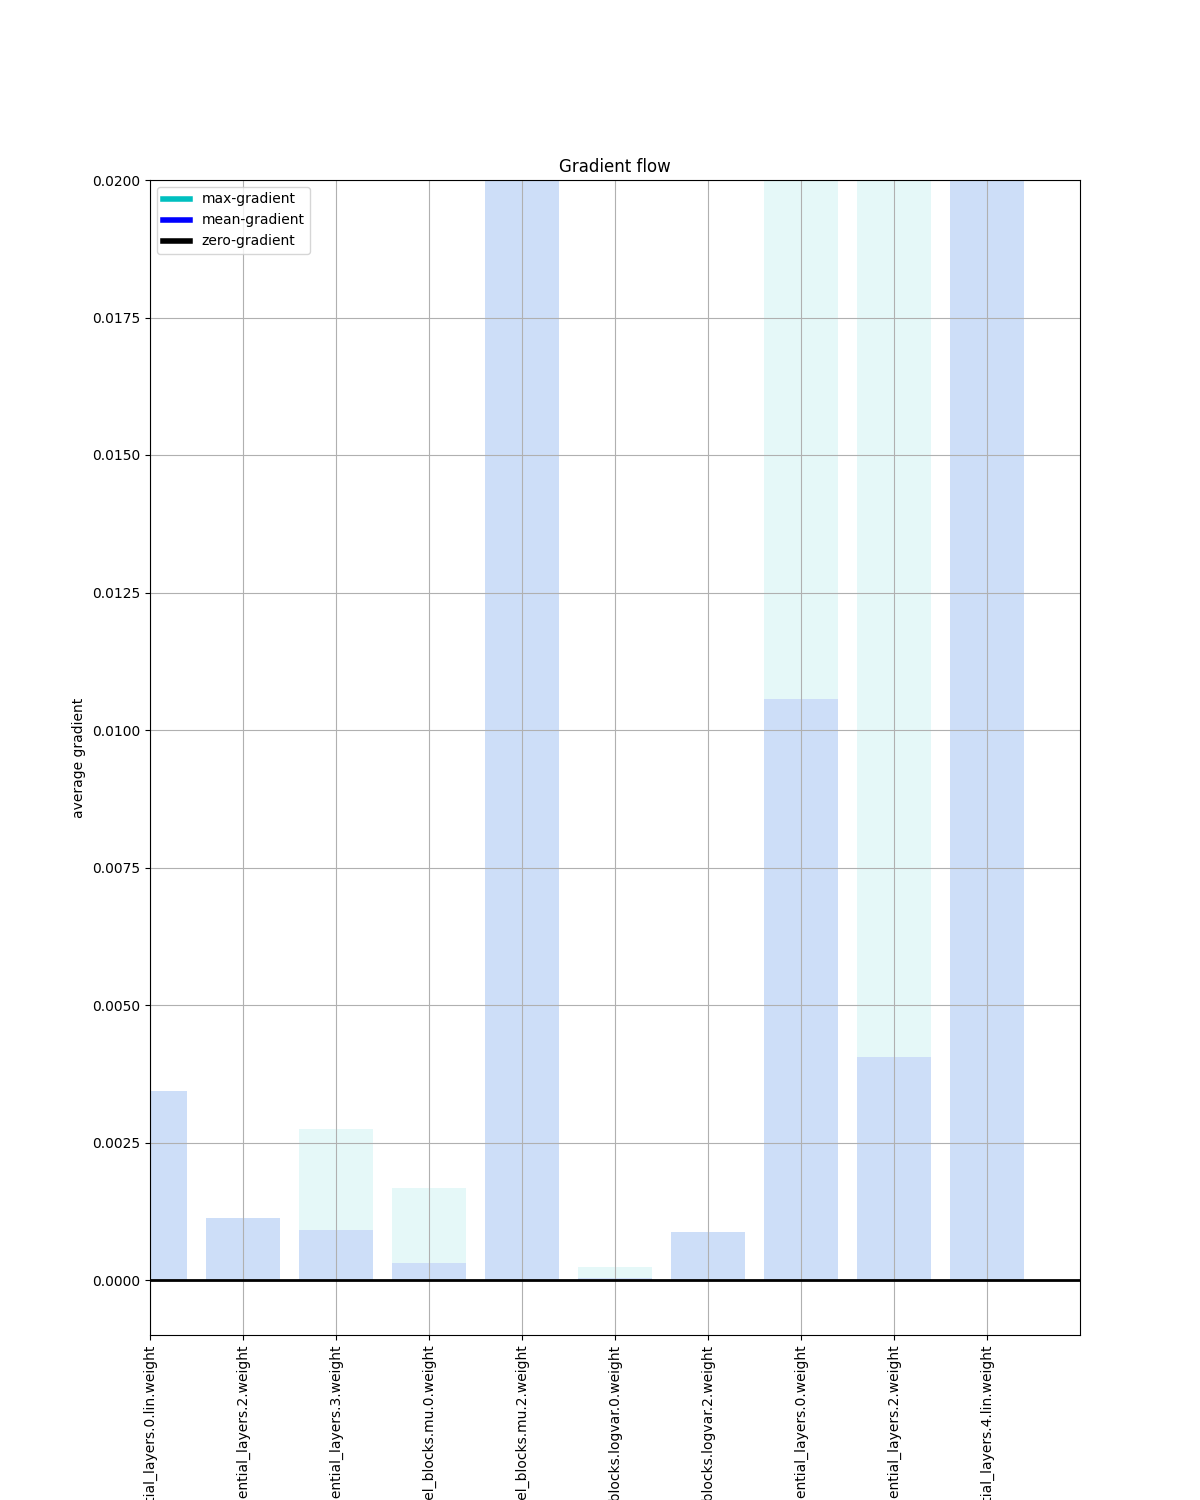 Gradient flow
max-gradient
mean-gradient
zero-gradient
0.0200
0.0175
0.0150
0.0125
0.0100
0.0075
0.0050
0.0025
0.0000
average gradient
tial_layers.0.lin.weight
ential_layers.2.weight
ential_layers.3.weight
el_blocks.mu.0.weight
el_blocks.mu.2.weight
blocks.logvar.0.weight
blocks.logvar.2.weight
ential_layers.0.weight
ential_layers.2.weight
tial_layers.4.lin.weight